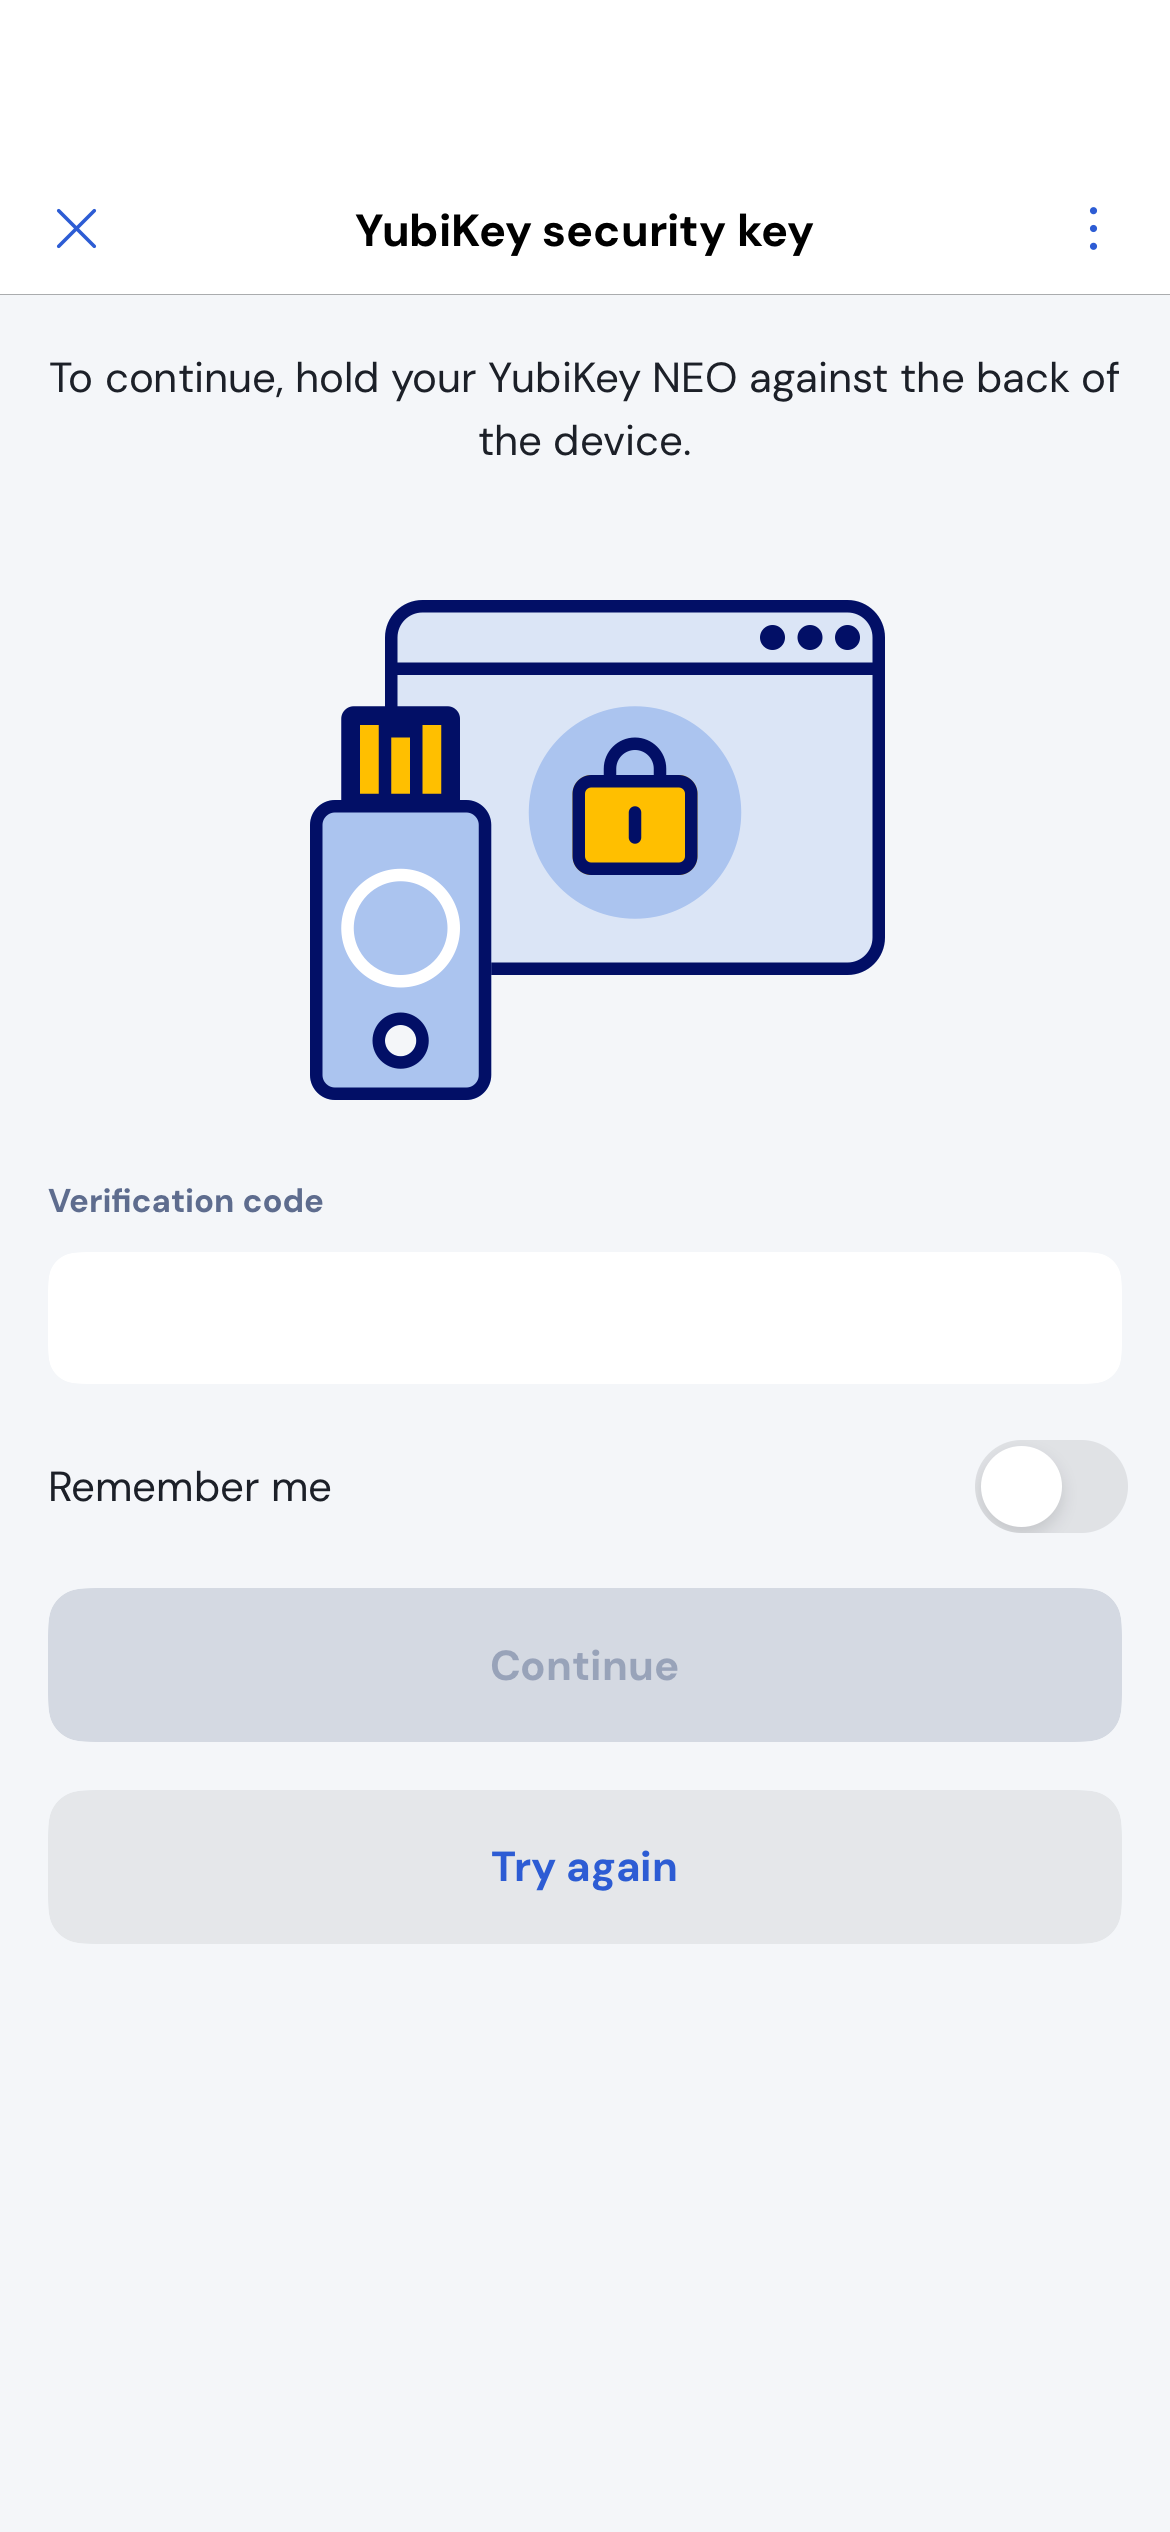 YubiKey security key
To continue, hold your YubiKey NEO against the back of
the device.
Verification code
Remember me
Continue
Try again